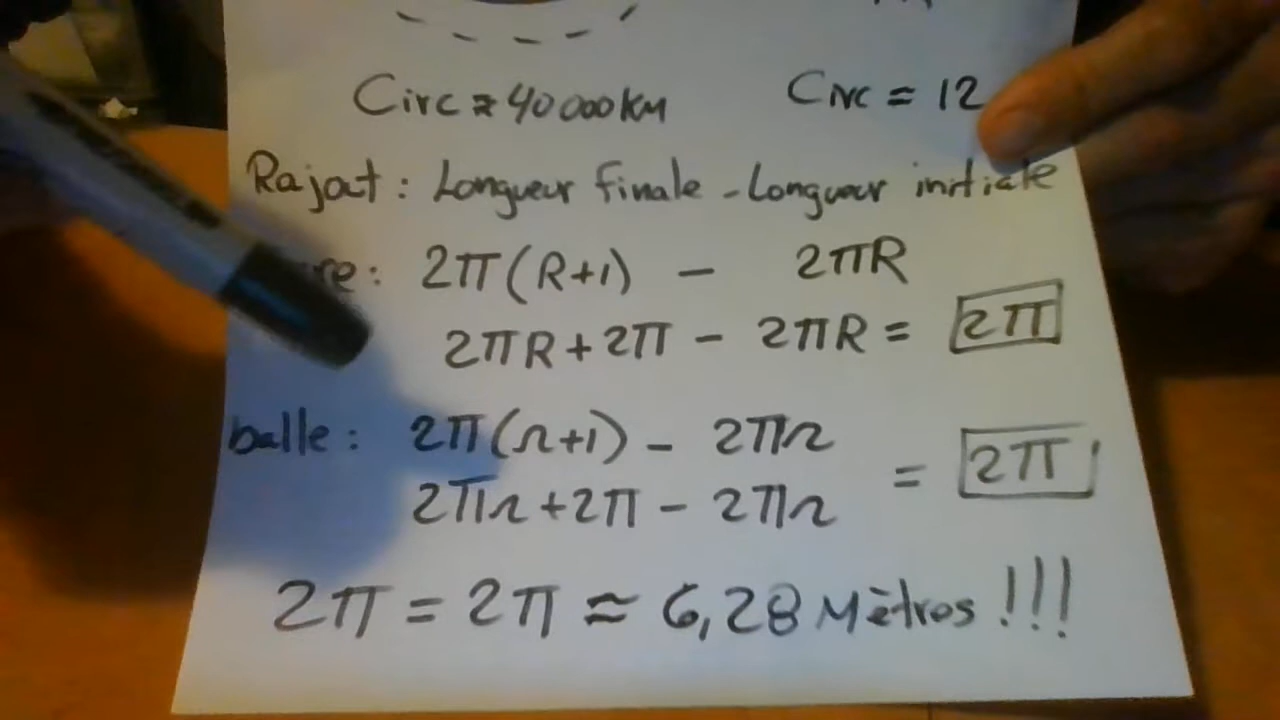 Circ ≈ 40 000 KM
Circ = 12
Rajout : Longueur finale - Longueur initiale
re : 2π(R+1) - 2πR
2πR + 2π - 2πR = 2π
balle : 2π(r+1) - 2πr
2πr + 2π - 2πr = 2π
2π = 2π ≈ 6,28 Mètres !!!